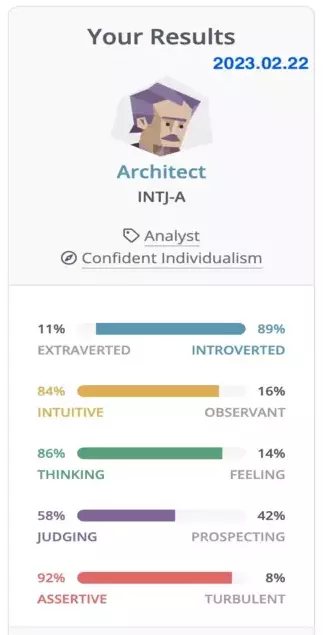 Your Results
2023.02.22
Architect
INTJ-A
Analyst
Confident Individualism
11% 89%
EXTRAVERTED INTROVERTED
84% 16%
INTUITIVE OBSERVANT
86% 14%
THINKING FEELING
58% 42%
JUDGING PROSPECTING
92% 8%
ASSERTIVE TURBULENT